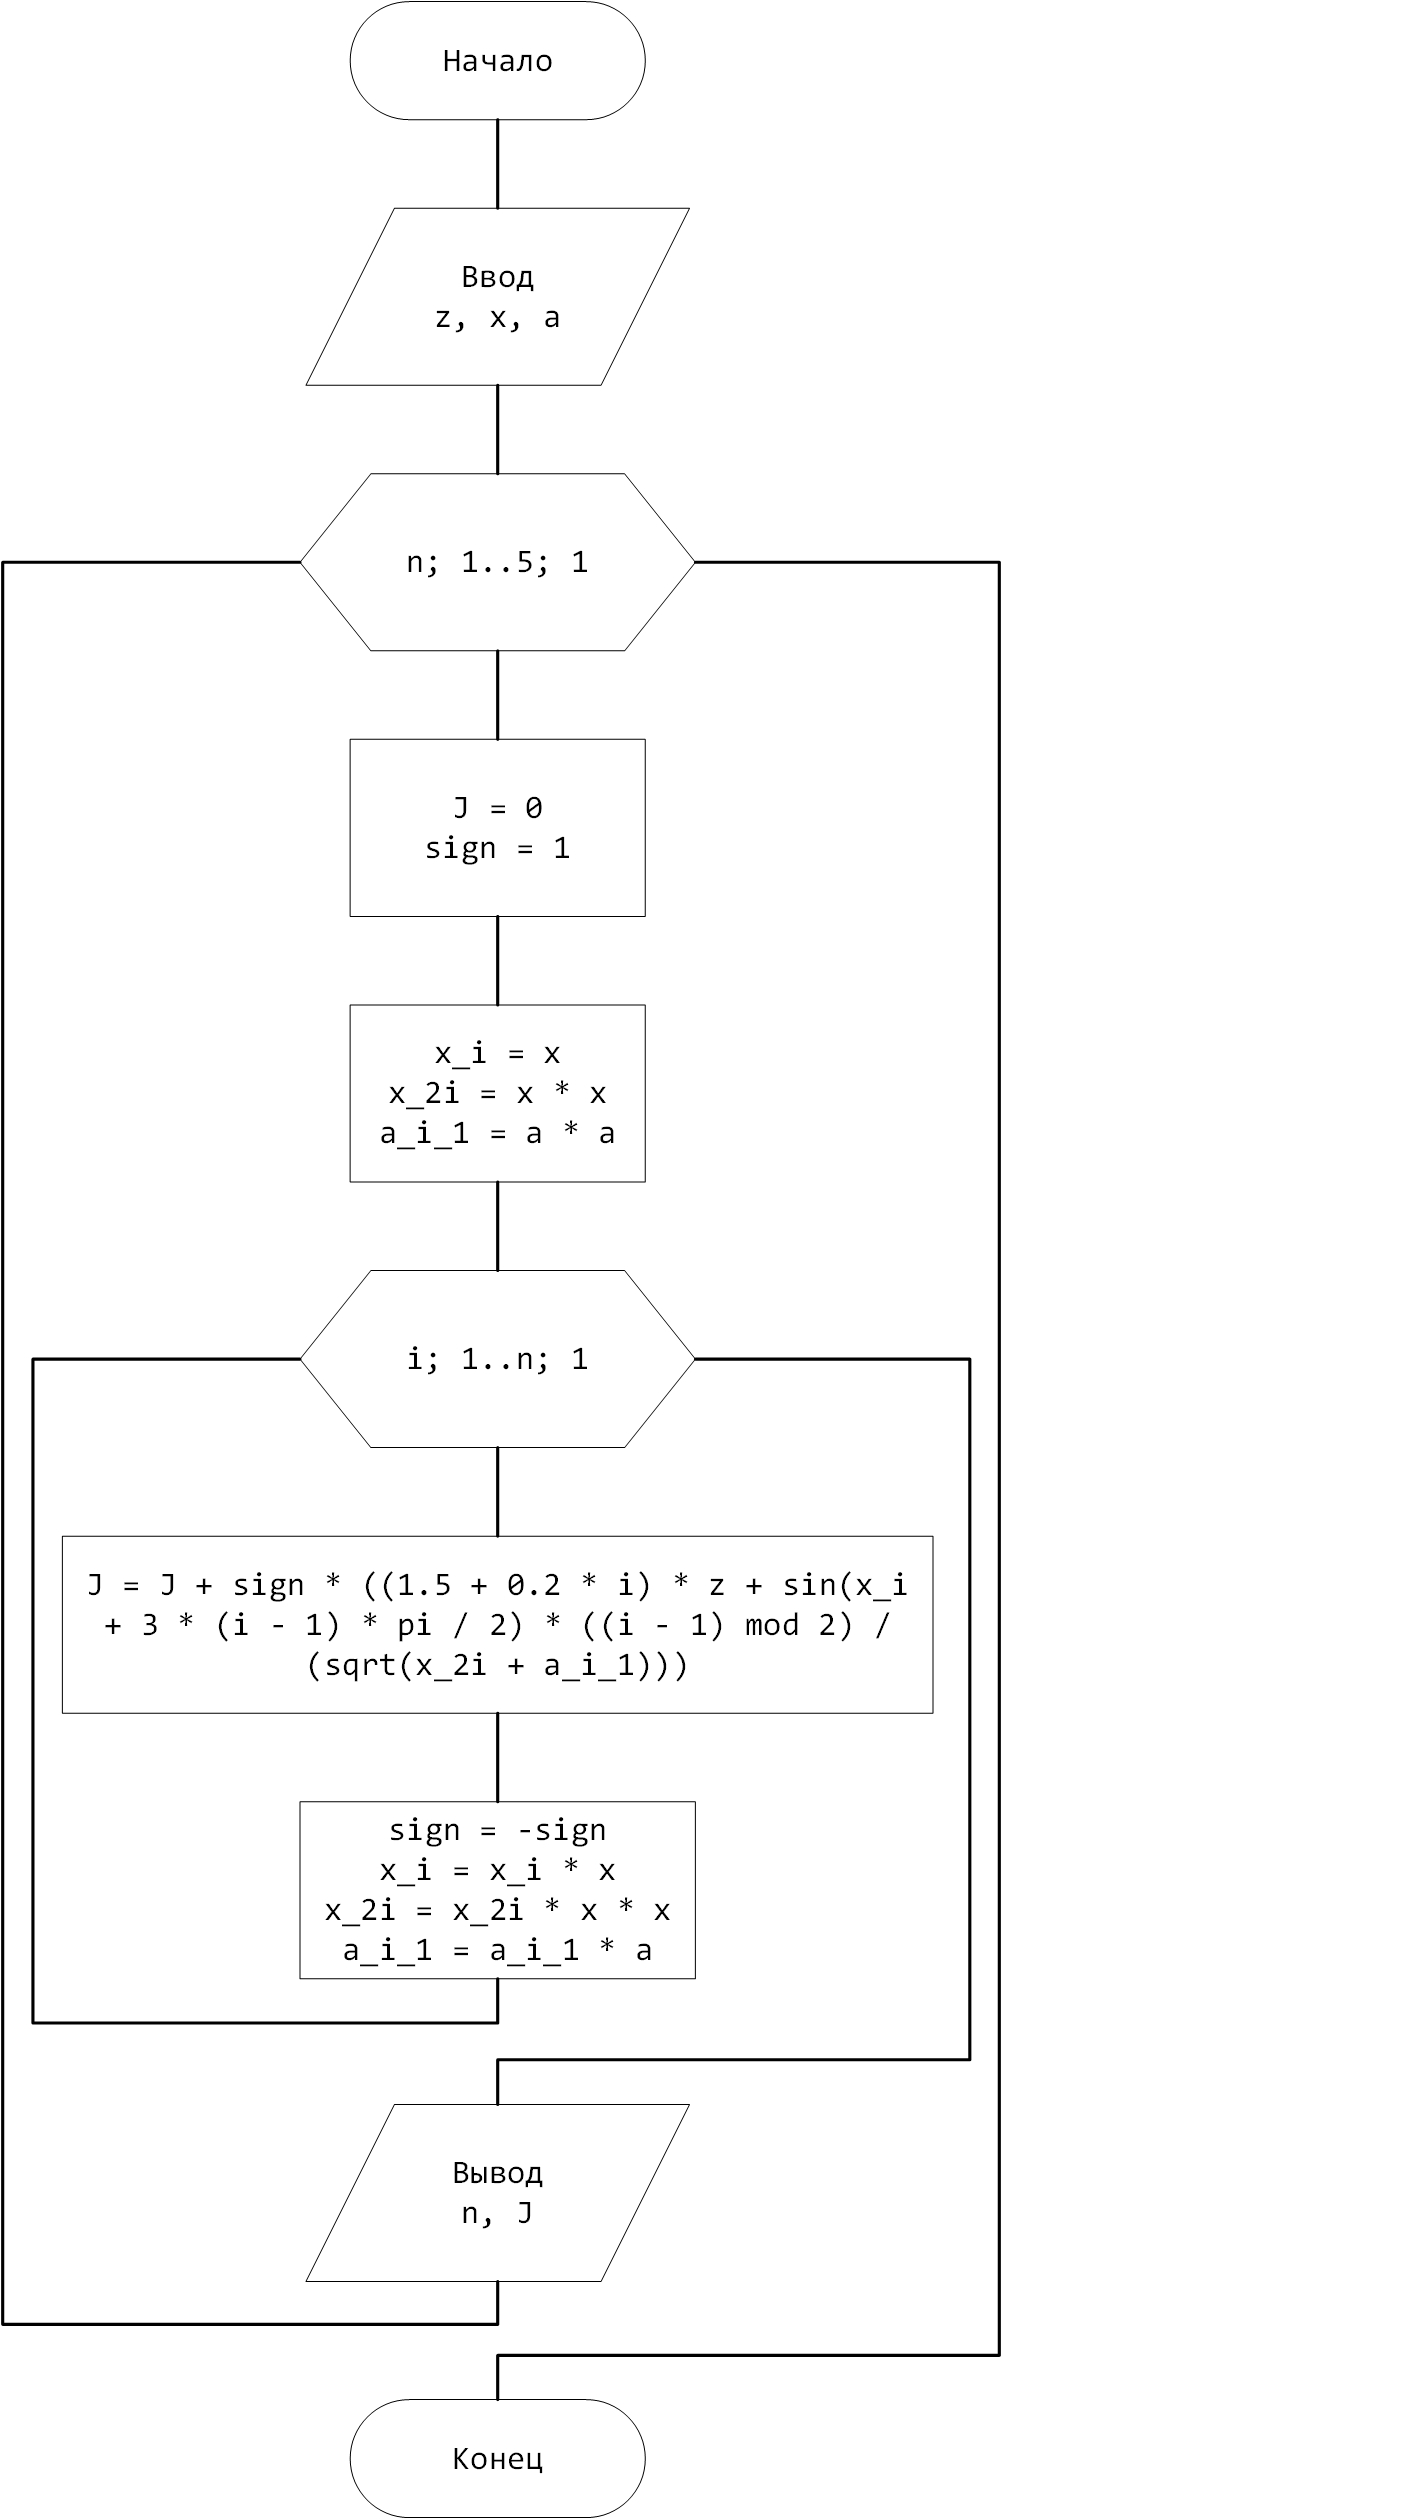 Начало
Ввод
z, x, a
n; 1..5; 1
J = 0
sign = 1
x_i = x
x_2i = x * x
a_i_1 = a * a
i; 1..n; 1
J = J + sign * ((1.5 + 0.2 * i) * z + sin(x_i
+ 3 * (i - 1) * pi / 2) * ((i - 1) mod 2) /
(sqrt(x_2i + a_i_1)))
sign = -sign
x_i = x_i * x
x_2i = x_2i * x * x
a_i_1 = a_i_1 * a
Вывод
n, J
Конец